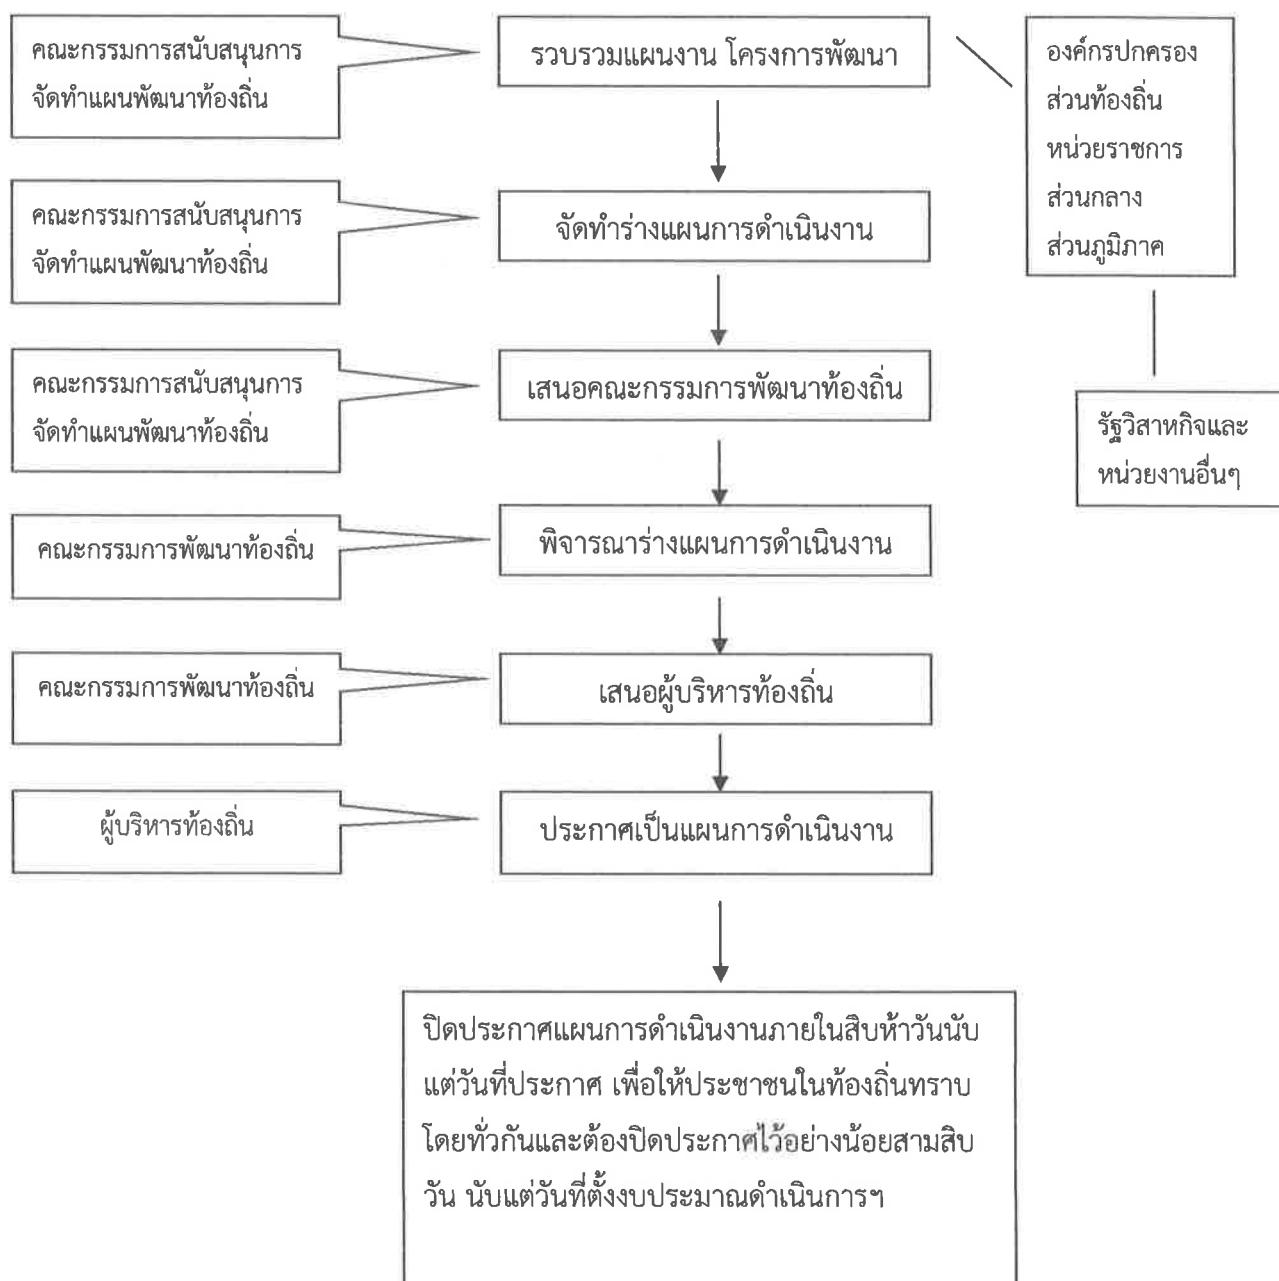 คณะกรรมการสนับสนุนการ
จัดทำแผนพัฒนาท้องถิ่น
รวบรวมแผนงาน โครงการพัฒนา
องค์กรปกครอง
ส่วนท้องถิ่น
หน่วยราชการ
ส่วนกลาง
ส่วนภูมิภาค
คณะกรรมการสนับสนุนการ
จัดทำแผนพัฒนาท้องถิ่น
จัดทำร่างแผนการดำเนินงาน
คณะกรรมการสนับสนุนการ
จัดทำแผนพัฒนาท้องถิ่น
เสนอคณะกรรมการพัฒนาท้องถิ่น
รัฐวิสาหกิจและ
หน่วยงานอื่นๆ
คณะกรรมการพัฒนาท้องถิ่น
พิจารณาร่างแผนการดำเนินงาน
คณะกรรมการพัฒนาท้องถิ่น
เสนอผู้บริหารท้องถิ่น
ผู้บริหารท้องถิ่น
ประกาศเป็นแผนการดำเนินงาน
ปิดประกาศแผนการดำเนินงานภายในสิบห้าวันนับ
แต่วันที่ประกาศ เพื่อให้ประชาชนในท้องถิ่นทราบ
โดยทั่วกันและต้องปิดประกาศไว้อย่างน้อยสามสิบ
วัน นับแต่วันที่ตั้งงบประมาณดำเนินการฯ